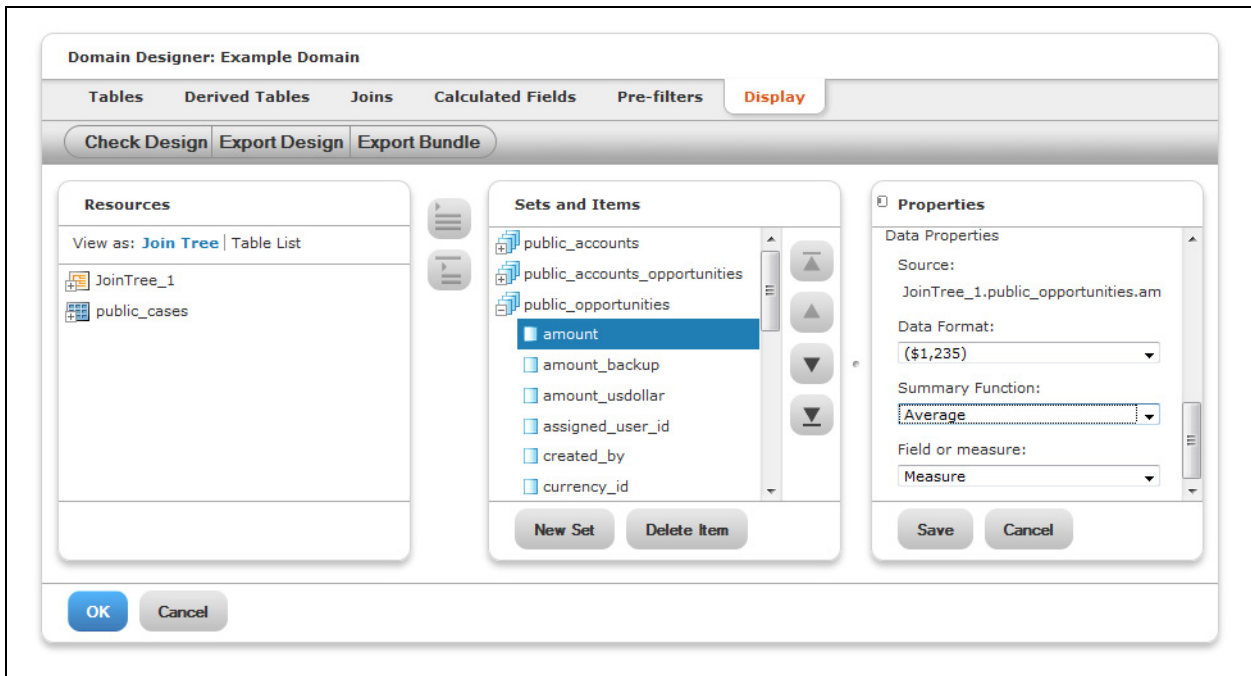 Domain Designer: Example Domain
Tables Derived Tables Joins Calculated Fields Pre-filters Display
Check Design Export Design Export Bundle
Resources
View as: Join Tree | Table List
JoinTree_1
public_cases
Sets and Items
public_accounts
public_accounts_opportunities
public_opportunities
amount
amount_backup
amount_usdollar
assigned_user_id
created_by
currency_id
New Set Delete Item
Properties
Data Properties
Source:
JoinTree_1.public_opportunities.am
Data Format:
($1,235)
Summary Function:
Average
Field or measure:
Measure
Save Cancel
OK Cancel